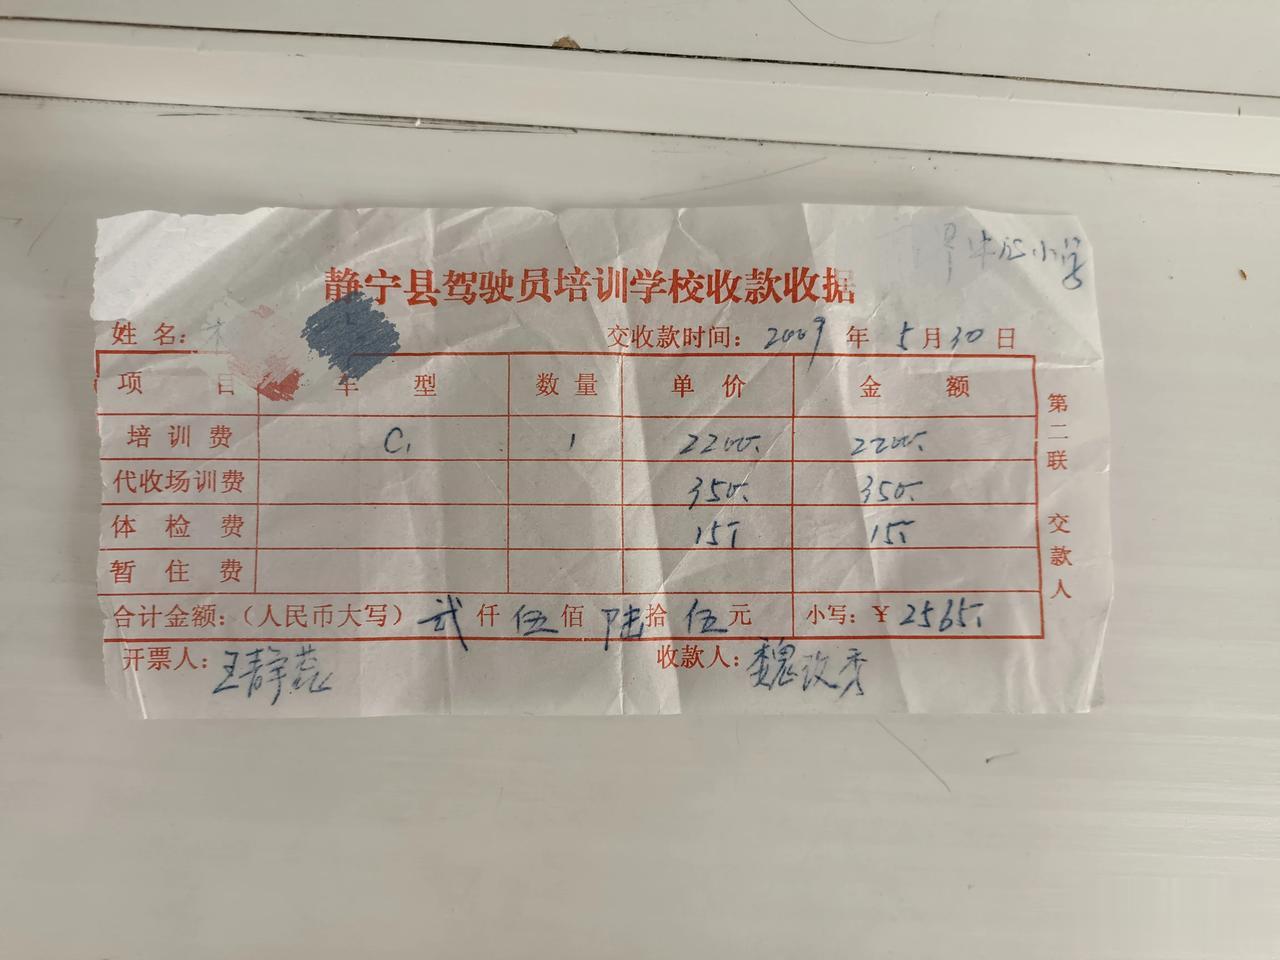 静宁县驾驶员培训学校收款收据
姓名: 交收款时间: 2009 年 5 月 30 日
项目 车型 数量 单价 金额
培训费 C1 1 2200. 2200.
代收场训费 350. 350.
体检费 15. 15.
暂住费
合计金额:(人民币大写) 贰仟伍佰陆拾伍元 小写:¥2565.
开票人: 王静 收款人: 魏改秀
第二联 交款人